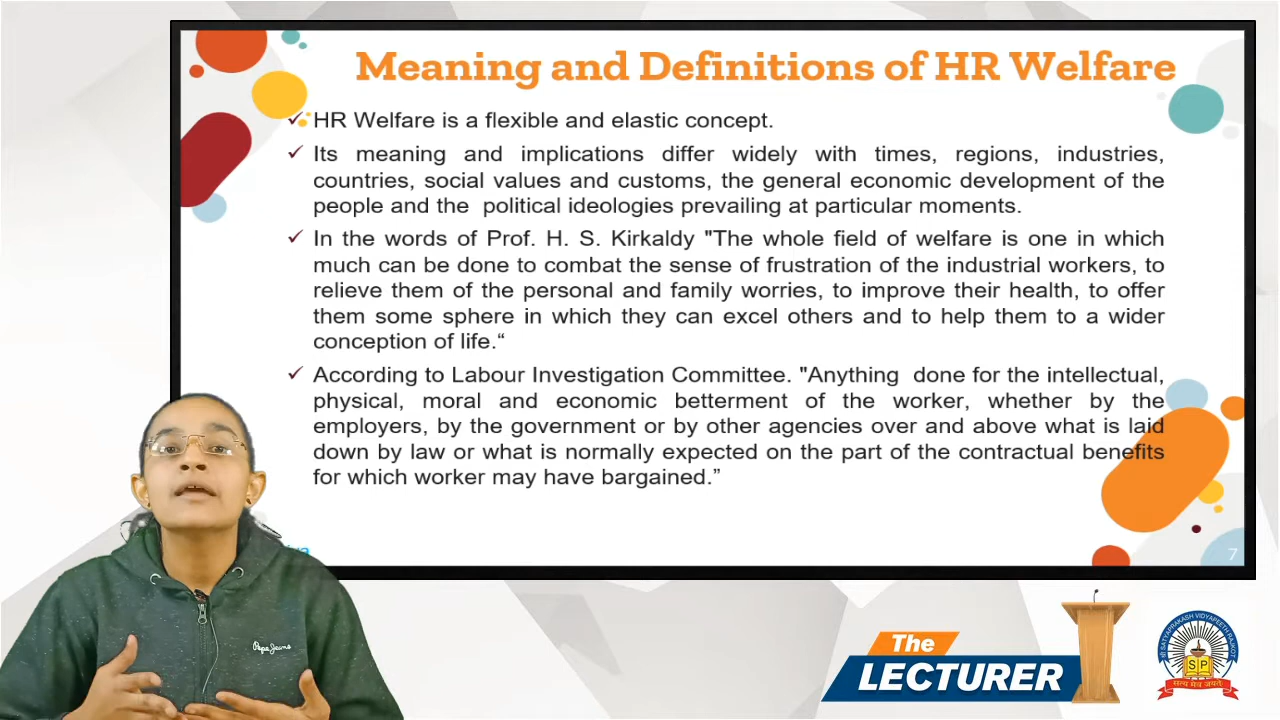 Meaning and Definitions of HR Welfare
✓ HR Welfare is a flexible and elastic concept.
✓ Its meaning and implications differ widely with times, regions, industries,
countries, social values and customs, the general economic development of the
people and the political ideologies prevailing at particular moments.
✓ In the words of Prof. H. S. Kirkaldy "The whole field of welfare is one in which
much can be done to combat the sense of frustration of the industrial workers, to
relieve them of the personal and family worries, to improve their health, to offer
them some sphere in which they can excel others and to help them to a wider
conception of life.“
✓ According to Labour Investigation Committee. "Anything done for the intellectual,
physical, moral and economic betterment of the worker, whether by the
employers, by the government or by other agencies over and above what is laid
down by law or what is normally expected on the part of the contractual benefits
for which worker may have bargained.”
7
Pepe Jeans
The
LECTURER
SATYAPRAKASH VIDYAPEETH RAJKOT
S P
सत्य मेव जयते